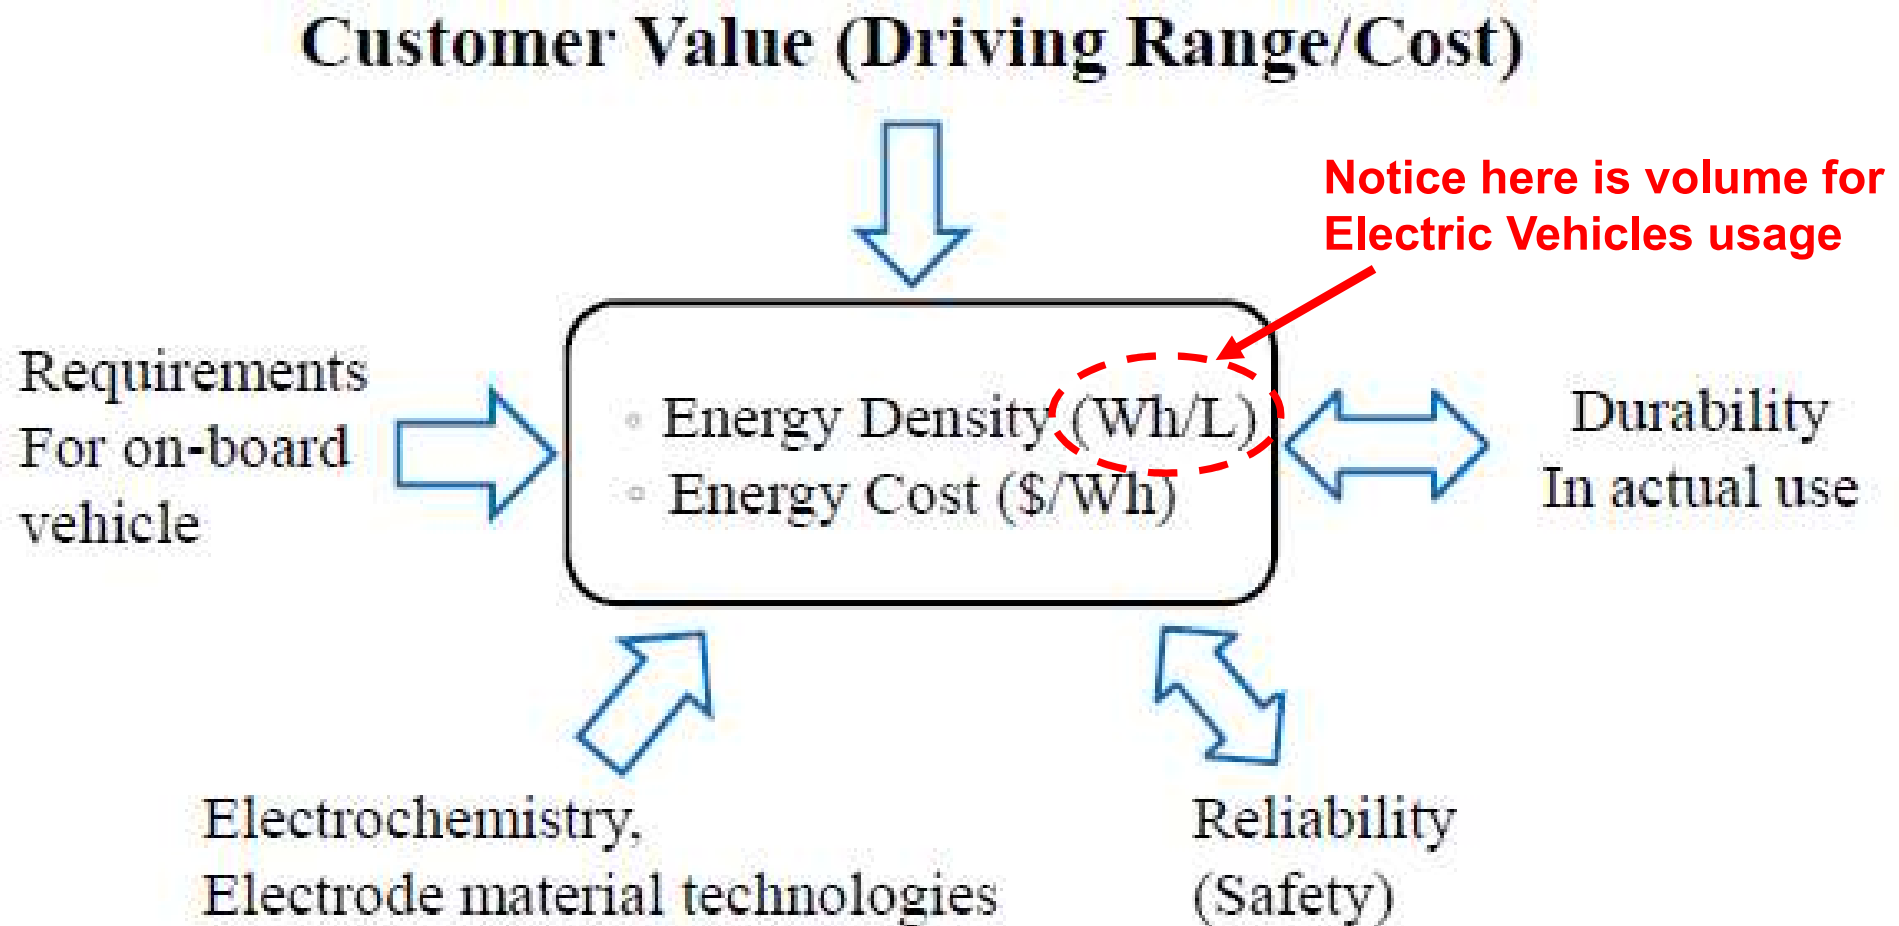 Customer Value (Driving Range/Cost)
Notice here is volume for
Electric Vehicles usage
Requirements
For on-board
vehicle
◦ Energy Density (Wh/L)
◦ Energy Cost ($/Wh)
Durability
In actual use
Electrochemistry,
Electrode material technologies
Reliability
(Safety)